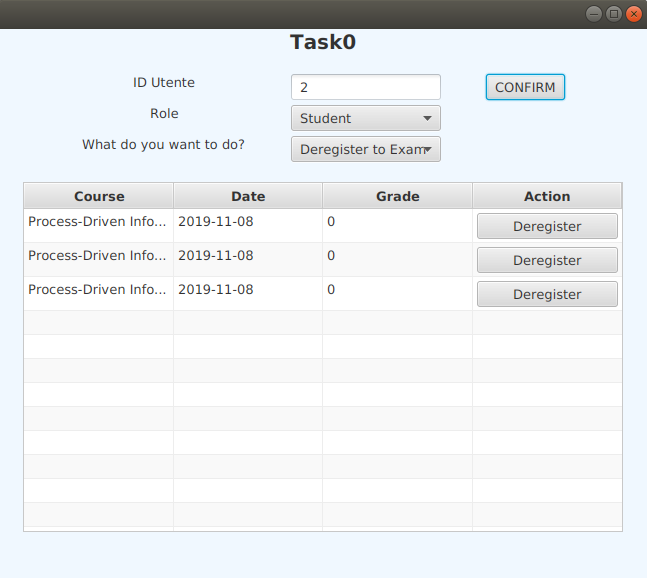 Task0
ID Utente 2 CONFIRM
Role Student
What do you want to do? Deregister to Exam
Course Date Grade Action
Process-Driven Info... 2019-11-08 0 Deregister
Process-Driven Info... 2019-11-08 0 Deregister
Process-Driven Info... 2019-11-08 0 Deregister